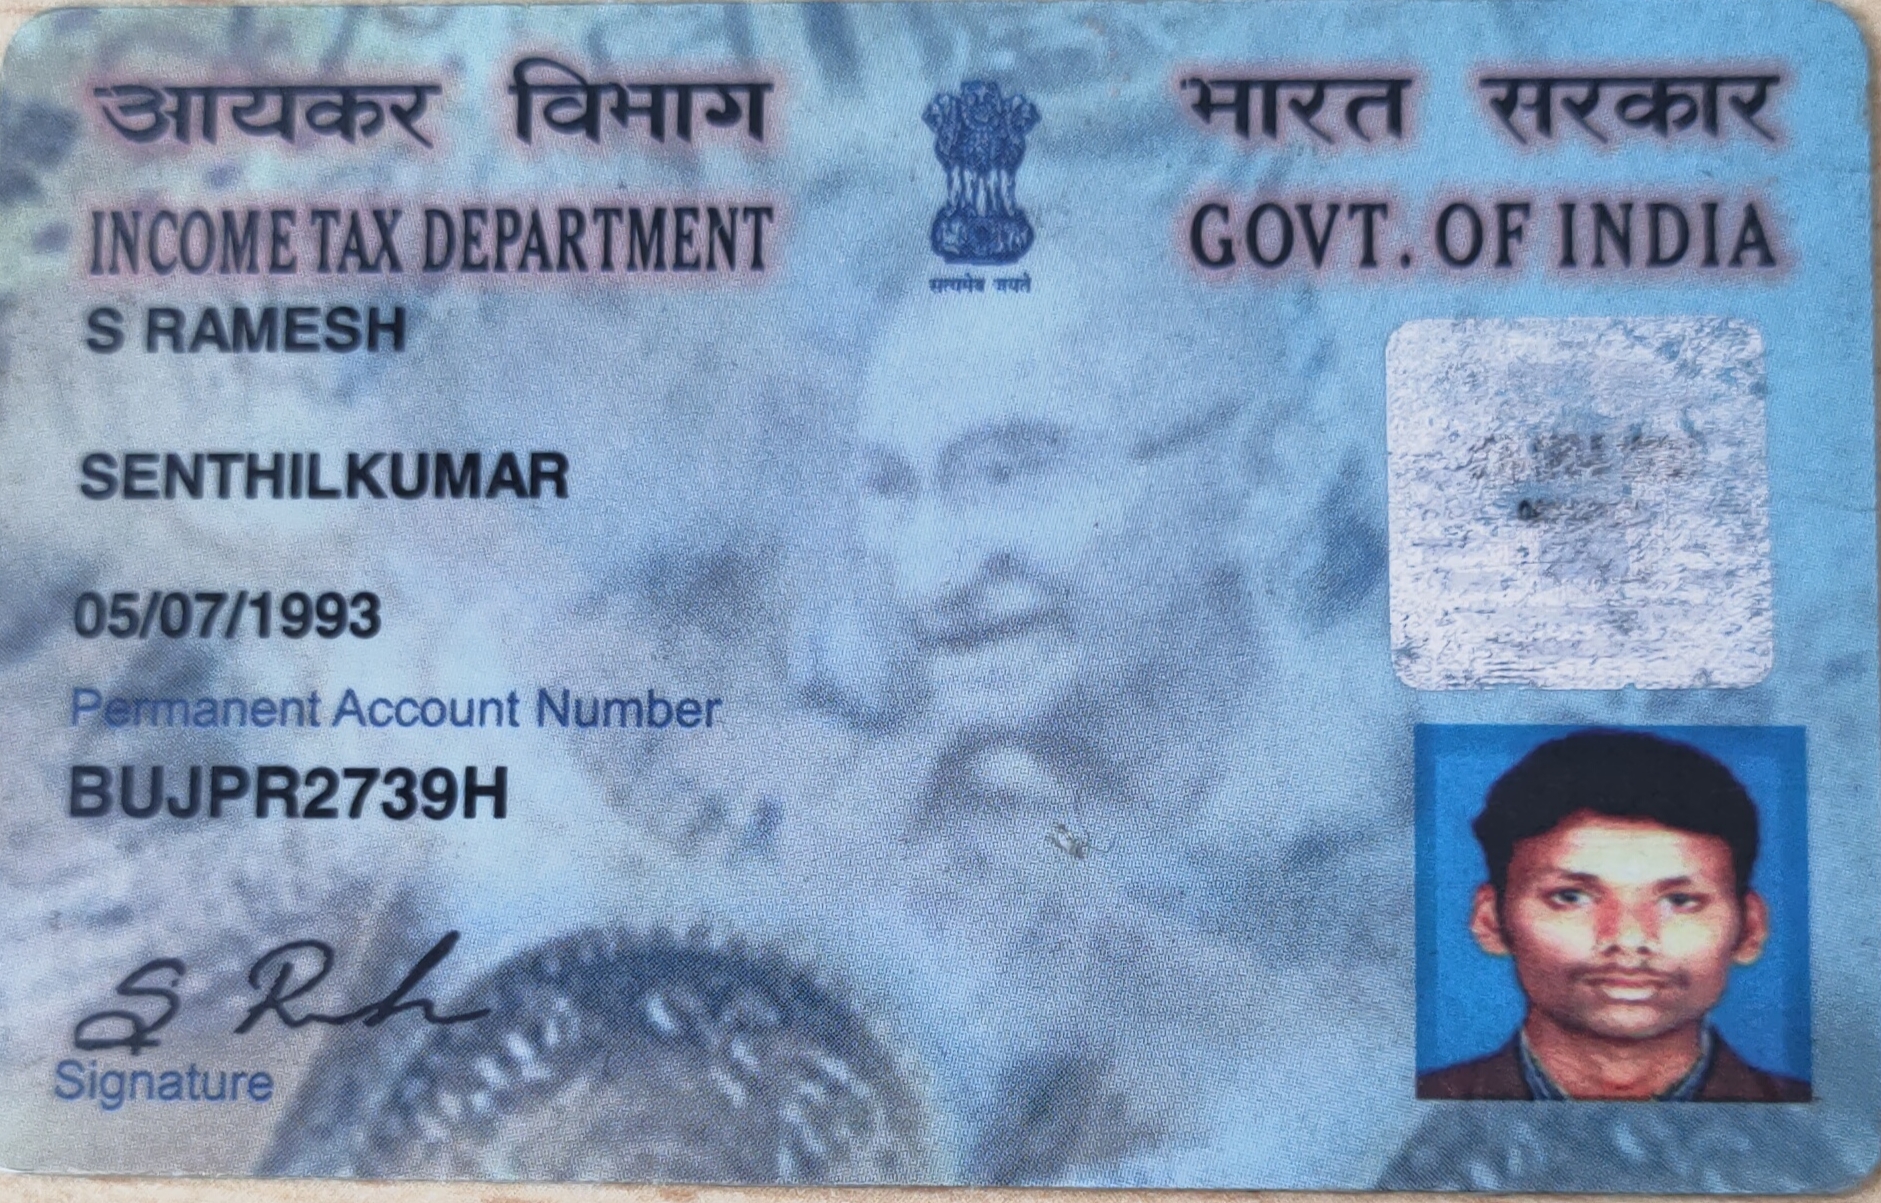 आयकर विभाग
INCOME TAX DEPARTMENT
भारत सरकार
GOVT. OF INDIA
सत्यमेव जयते
S RAMESH
SENTHILKUMAR
05/07/1993
Permanent Account Number
BUJPR2739H
S R
Signature